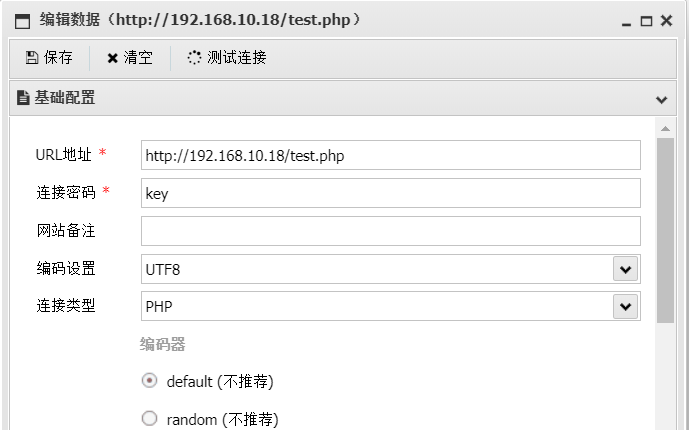 编辑数据（http://192.168.10.18/test.php）
保存 清空 测试连接
基础配置
URL地址 * http://192.168.10.18/test.php
连接密码 * key
网站备注
编码设置 UTF8
连接类型 PHP
编码器
default (不推荐)
random (不推荐)